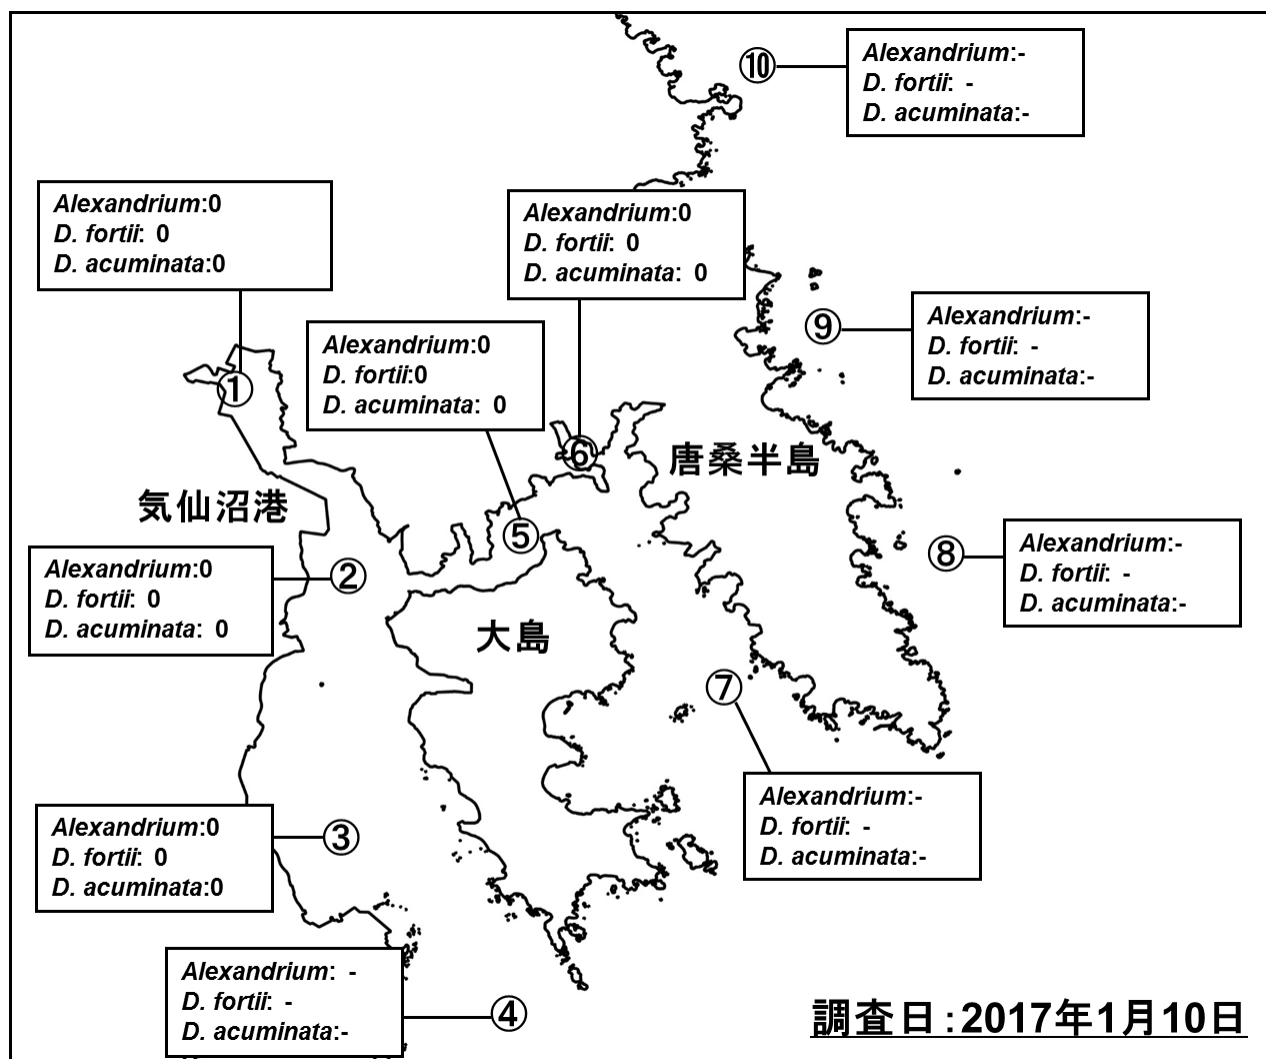 ⑩
Alexandrium:-
D. fortii: -
D. acuminata:-
Alexandrium:0
D. fortii: 0
D. acuminata:0
①
Alexandrium:0
D. fortii: 0
D. acuminata: 0
⑥
Alexandrium:0
D. fortii:0
D. acuminata: 0
⑤
⑨
Alexandrium:-
D. fortii: -
D. acuminata:-
唐桑半島
気仙沼港
⑧
Alexandrium:-
D. fortii: -
D. acuminata:-
Alexandrium:0
D. fortii: 0
D. acuminata: 0
②
大島
⑦
Alexandrium:-
D. fortii: -
D. acuminata:-
Alexandrium:0
D. fortii: 0
D. acuminata:0
③
Alexandrium: -
D. fortii: -
D. acuminata:-
④
調査日:2017年1月10日